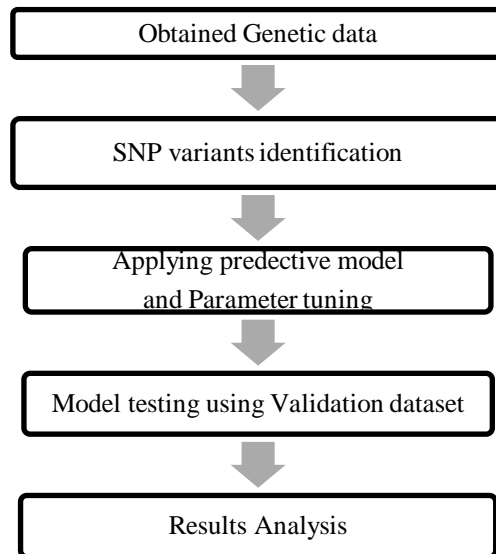 Obtained Genetic data
SNP variants identification
Applying predective model
and Parameter tuning
Model testing using Validation dataset
Results Analysis